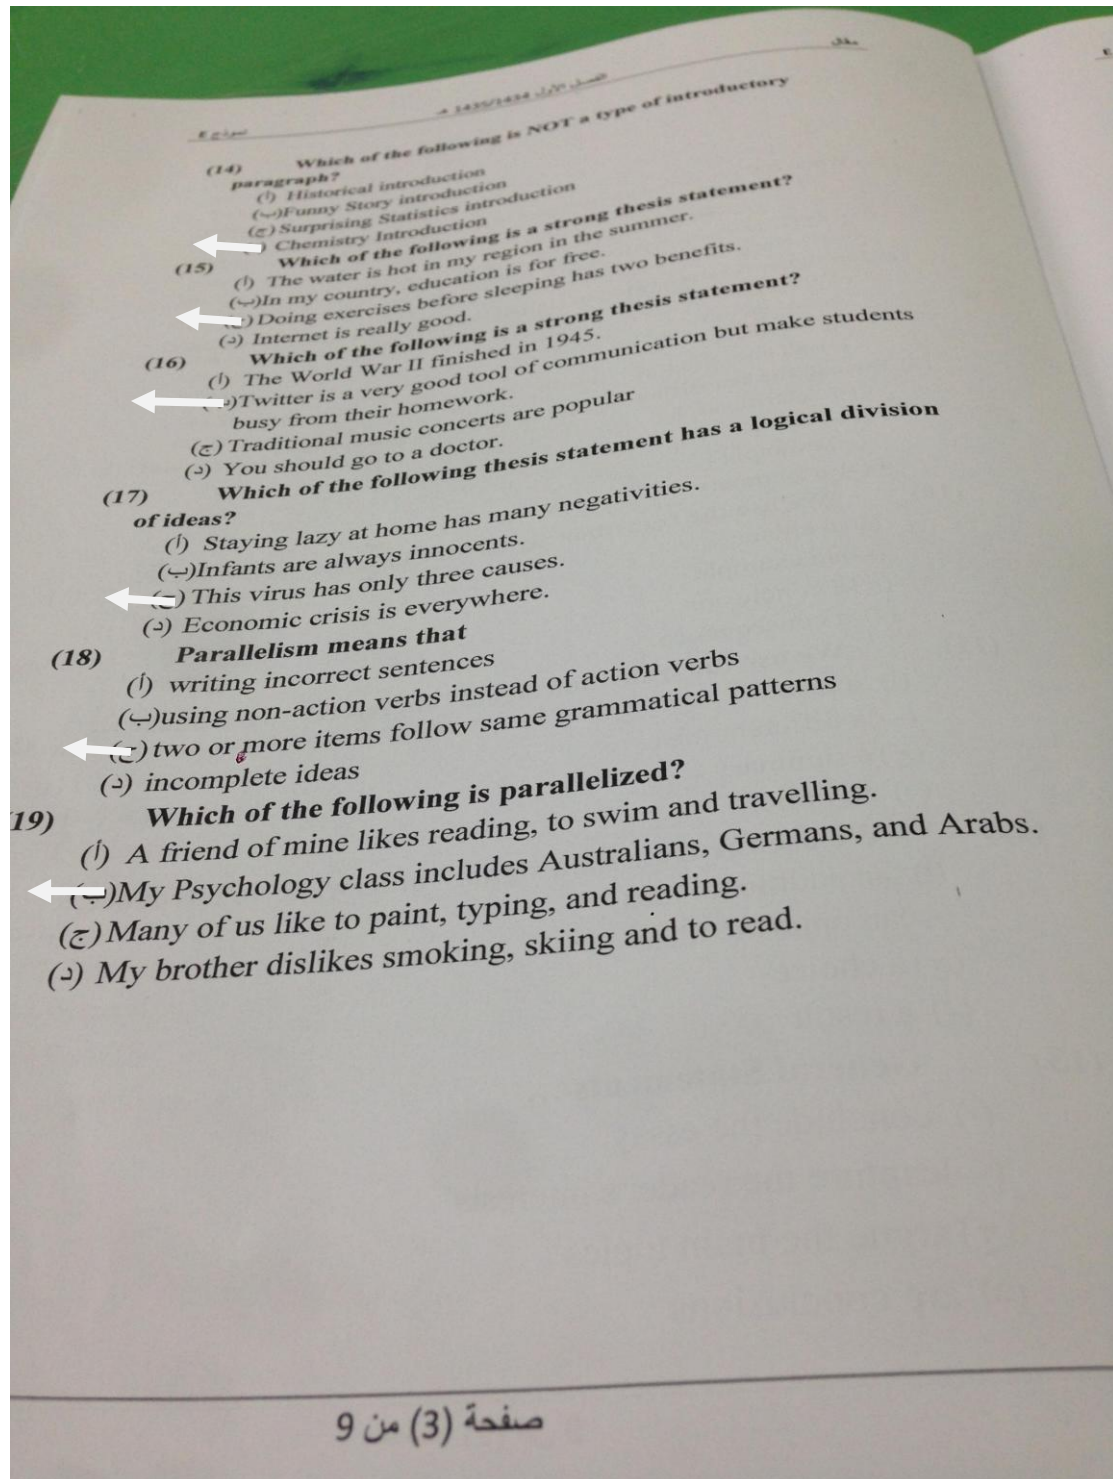 مقال
الفصل الأول 1435/1434 هـ
نموذج E
(14) Which of the following is NOT a type of introductory
paragraph?
(أ) Historical introduction
(ب)Funny Story introduction
(ج) Surprising Statistics introduction
) Chemistry Introduction
(15) Which of the following is a strong thesis statement?
(أ) The water is hot in my region in the summer.
(ب)In my country, education is for free.
(ج) Doing exercises before sleeping has two benefits.
(د) Internet is really good.
(16) Which of the following is a strong thesis statement?
(أ) The World War II finished in 1945.
(ب)Twitter is a very good tool of communication but make students
busy from their homework.
(ج) Traditional music concerts are popular
(د) You should go to a doctor.
(17) Which of the following thesis statement has a logical division
of ideas?
(أ) Staying lazy at home has many negativities.
(ب)Infants are always innocents.
(ج) This virus has only three causes.
(د) Economic crisis is everywhere.
(18) Parallelism means that
(أ) writing incorrect sentences
(ب)using non-action verbs instead of action verbs
(ج) two or more items follow same grammatical patterns
(د) incomplete ideas
19) Which of the following is parallelized?
(أ) A friend of mine likes reading, to swim and travelling.
(ب)My Psychology class includes Australians, Germans, and Arabs.
(ج) Many of us like to paint, typing, and reading.
(د) My brother dislikes smoking, skiing and to read.
صفحة (3) من 9